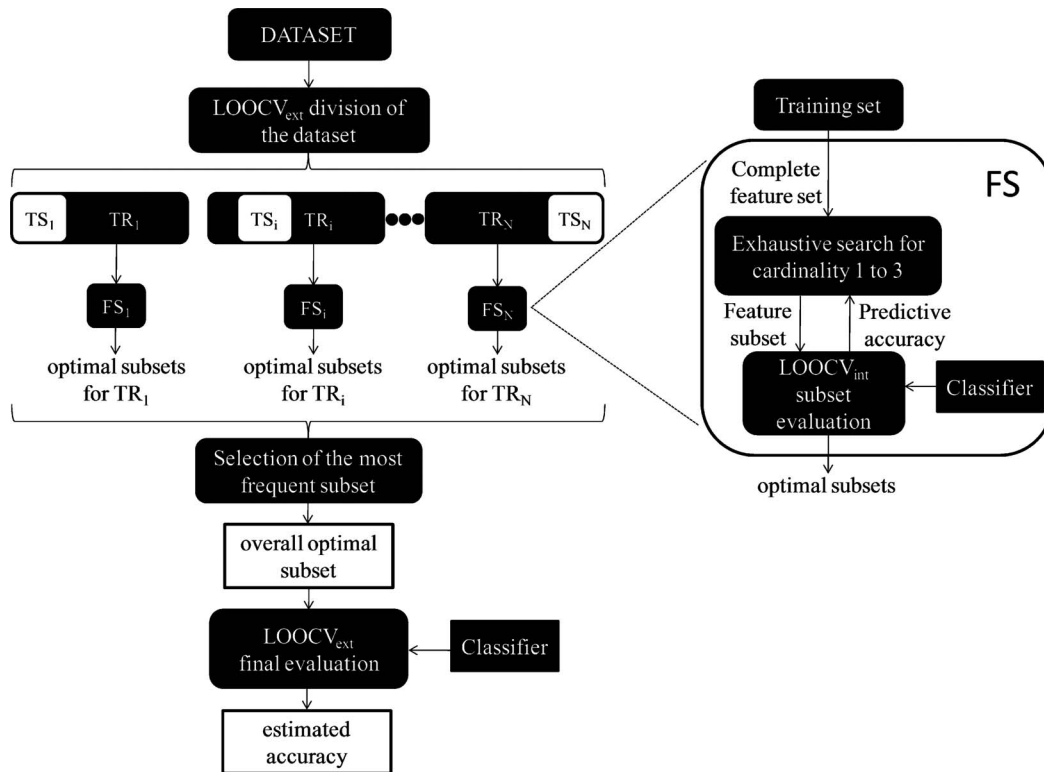 DATASET
LOOCVext division of
the dataset
TS1
TR1
TSi
TRi
TRN
TSN
FS1
FSi
FSN
optimal subsets
for TR1
optimal subsets
for TRi
optimal subsets
for TRN
Selection of the most
frequent subset
overall optimal
subset
LOOCVext
final evaluation
Classifier
estimated
accuracy
Training set
FS
Complete
feature set
Exhaustive search for
cardinality 1 to 3
Feature
subset
Predictive
accuracy
LOOCVint
subset
evaluation
Classifier
optimal subsets